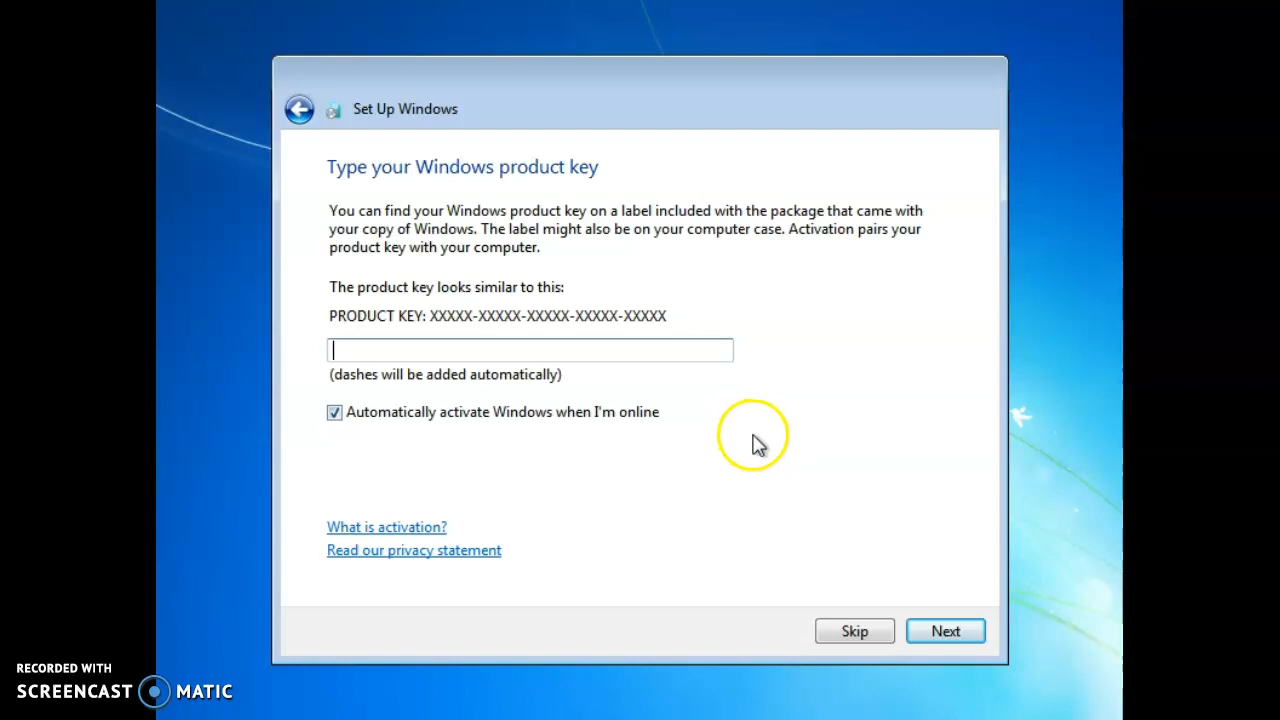 Set Up Windows
Type your Windows product key
You can find your Windows product key on a label included with the package that came with
your copy of Windows. The label might also be on your computer case. Activation pairs your
product key with your computer.
The product key looks similar to this:
PRODUCT KEY: XXXXX-XXXXX-XXXXX-XXXXX-XXXXX
(dashes will be added automatically)
Automatically activate Windows when I'm online
What is activation?
Read our privacy statement
Skip
Next
RECORDED WITH
SCREENCAST MATIC